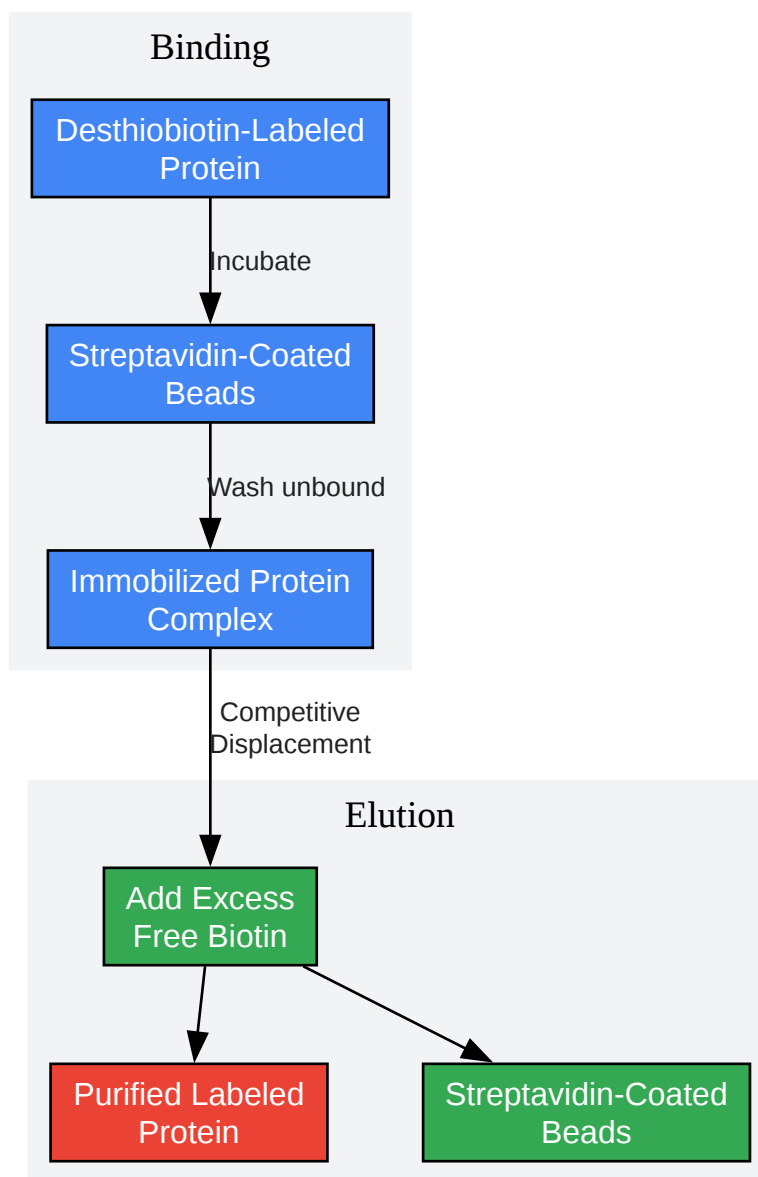 Binding
Desthiobiotin-Labeled
Protein
Incubate
Streptavidin-Coated
Beads
Wash unbound
Immobilized Protein
Complex
Competitive
Displacement
Elution
Add Excess
Free Biotin
Purified Labeled
Protein
Streptavidin-Coated
Beads